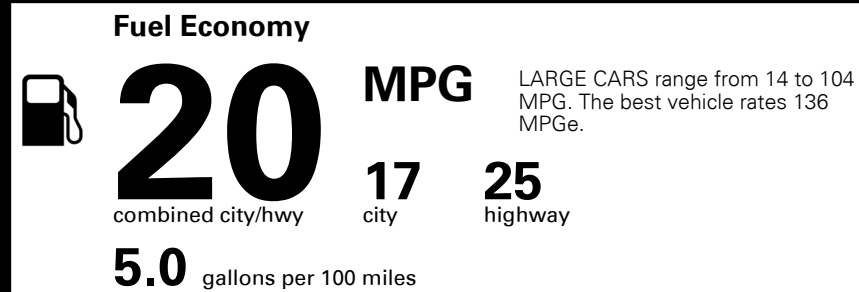 Fuel Economy
20 MPG
LARGE CARS range from 14 to 104
MPG. The best vehicle rates 136
MPGe.
combined city/hwy
17
city
25
highway
5.0 gallons per 100 miles